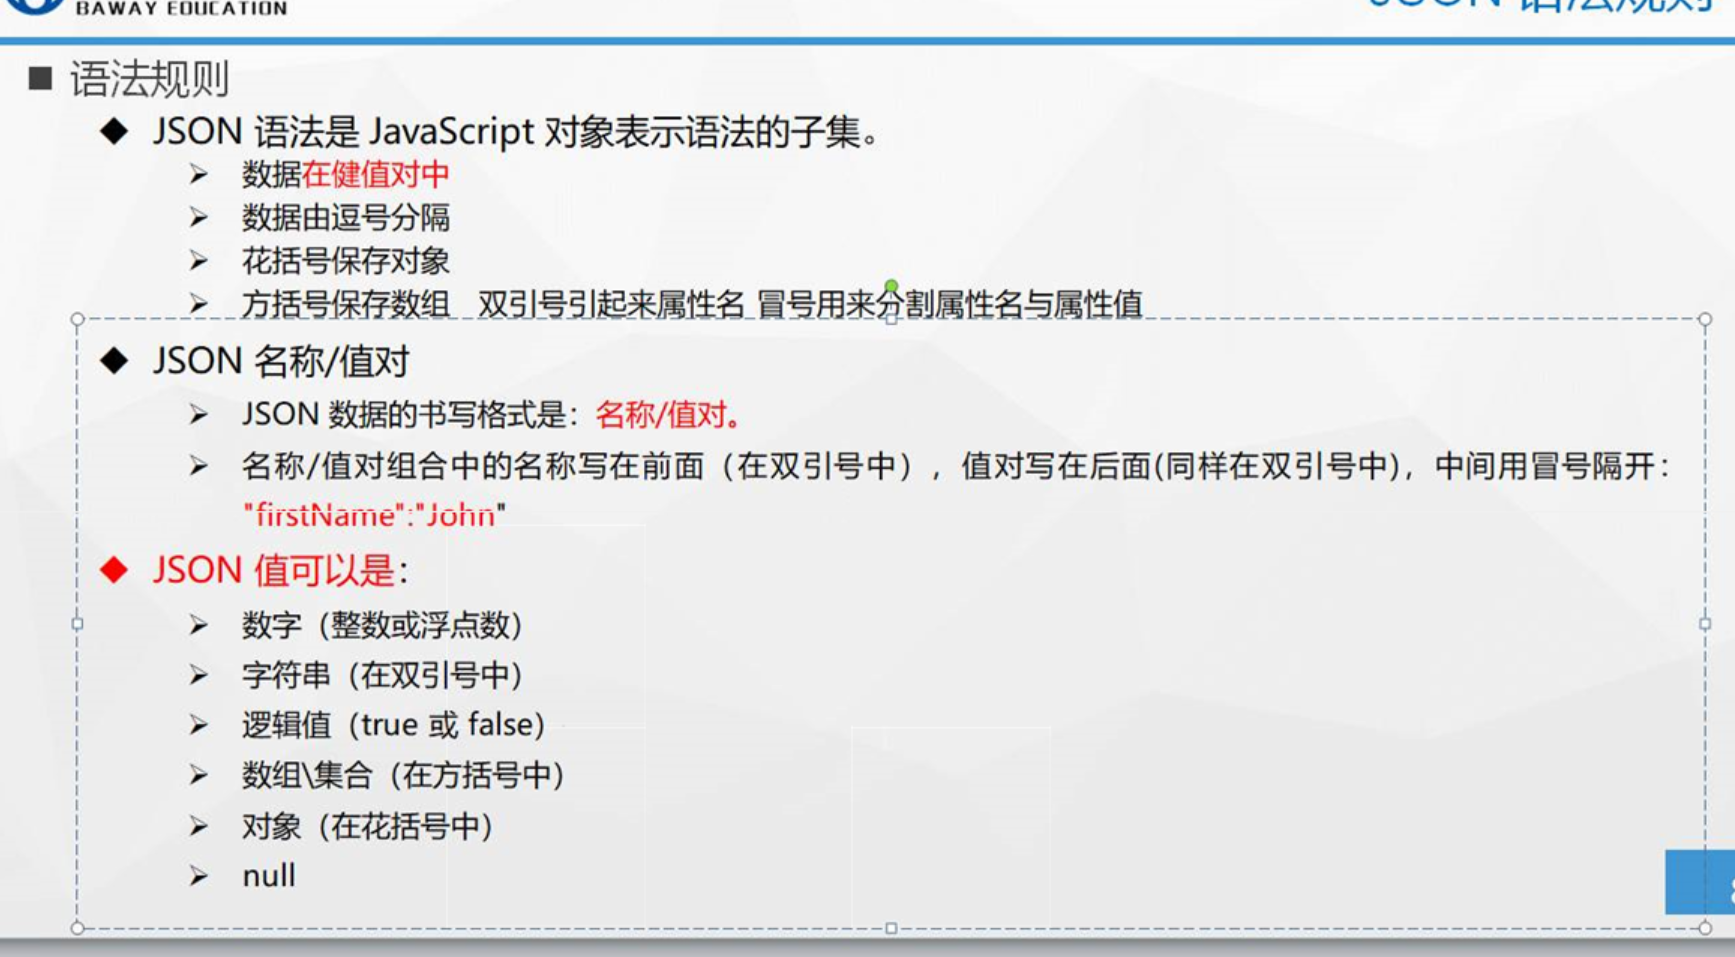 BAWAY EDUCATION
JSON 语法规则
■ 语法规则
◆ JSON 语法是 JavaScript 对象表示语法的子集。
➢ 数据在健值对中
➢ 数据由逗号分隔
➢ 花括号保存对象
➢ 方括号保存数组 双引号引起来属性名 冒号用来分割属性名与属性值
◆ JSON 名称/值对
➢ JSON 数据的书写格式是：名称/值对。
➢ 名称/值对组合中的名称写在前面（在双引号中），值对写在后面(同样在双引号中)，中间用冒号隔开：
"firstName":"John"
◆ JSON 值可以是：
➢ 数字（整数或浮点数）
➢ 字符串（在双引号中）
➢ 逻辑值（true 或 false）
➢ 数组\集合（在方括号中）
➢ 对象（在花括号中）
➢ null